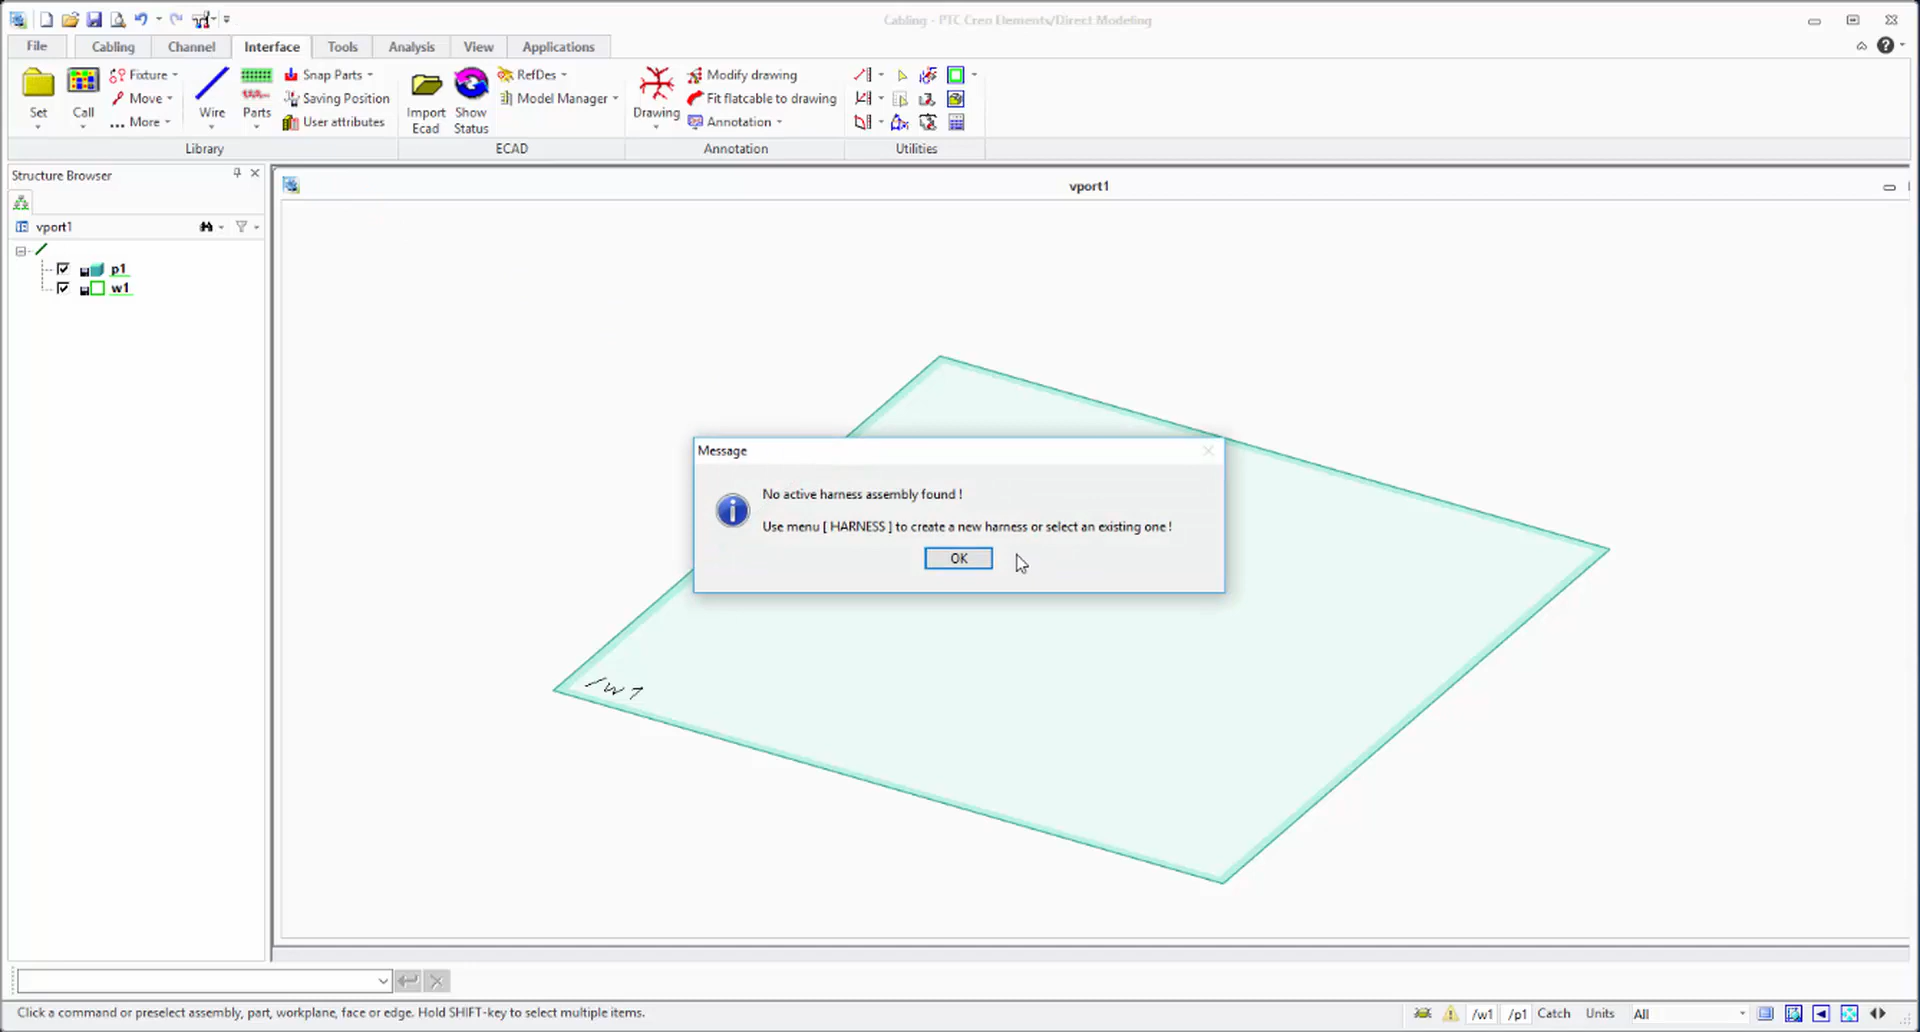 Cabling - PTC Creo Elements/Direct Modeling
File Cabling Channel Interface Tools Analysis View Applications
Set
Call
Fixture
Move
... More
Wire
Parts
Snap Parts
Saving Position
User attributes
Library
Import Ecad
Show Status
RefDes
Model Manager
ECAD
Drawing
Modify drawing
Fit flatcable to drawing
Annotation
Annotation
Utilities
Structure Browser
vport1
p1
w1
vport1
Message
No active harness assembly found !
Use menu [ HARNESS ] to create a new harness or select an existing one !
OK
/w1
Click a command or preselect assembly, part, workplane, face or edge. Hold SHIFT-key to select multiple items.
/w1 /p1 Catch Units All